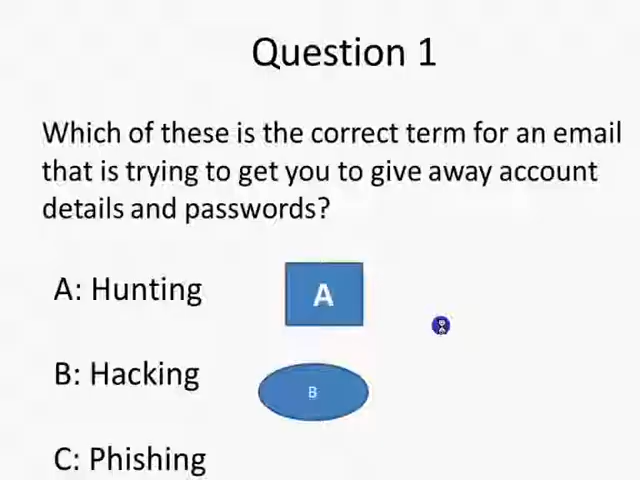 Question 1
Which of these is the correct term for an email
that is trying to get you to give away account
details and passwords?
A: Hunting
A
B: Hacking
B
C: Phishing